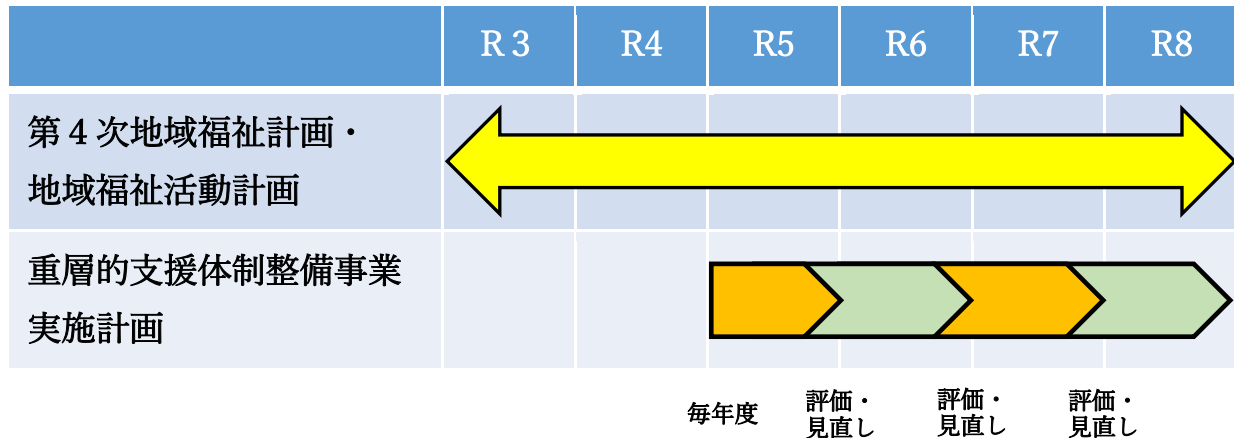 R３ R4 R5 R6 R7 R8
第４次地域福祉計画・
地域福祉活動計画
重層的支援体制整備事業
実施計画
毎年度
評価・
見直し
評価・
見直し
評価・
見直し